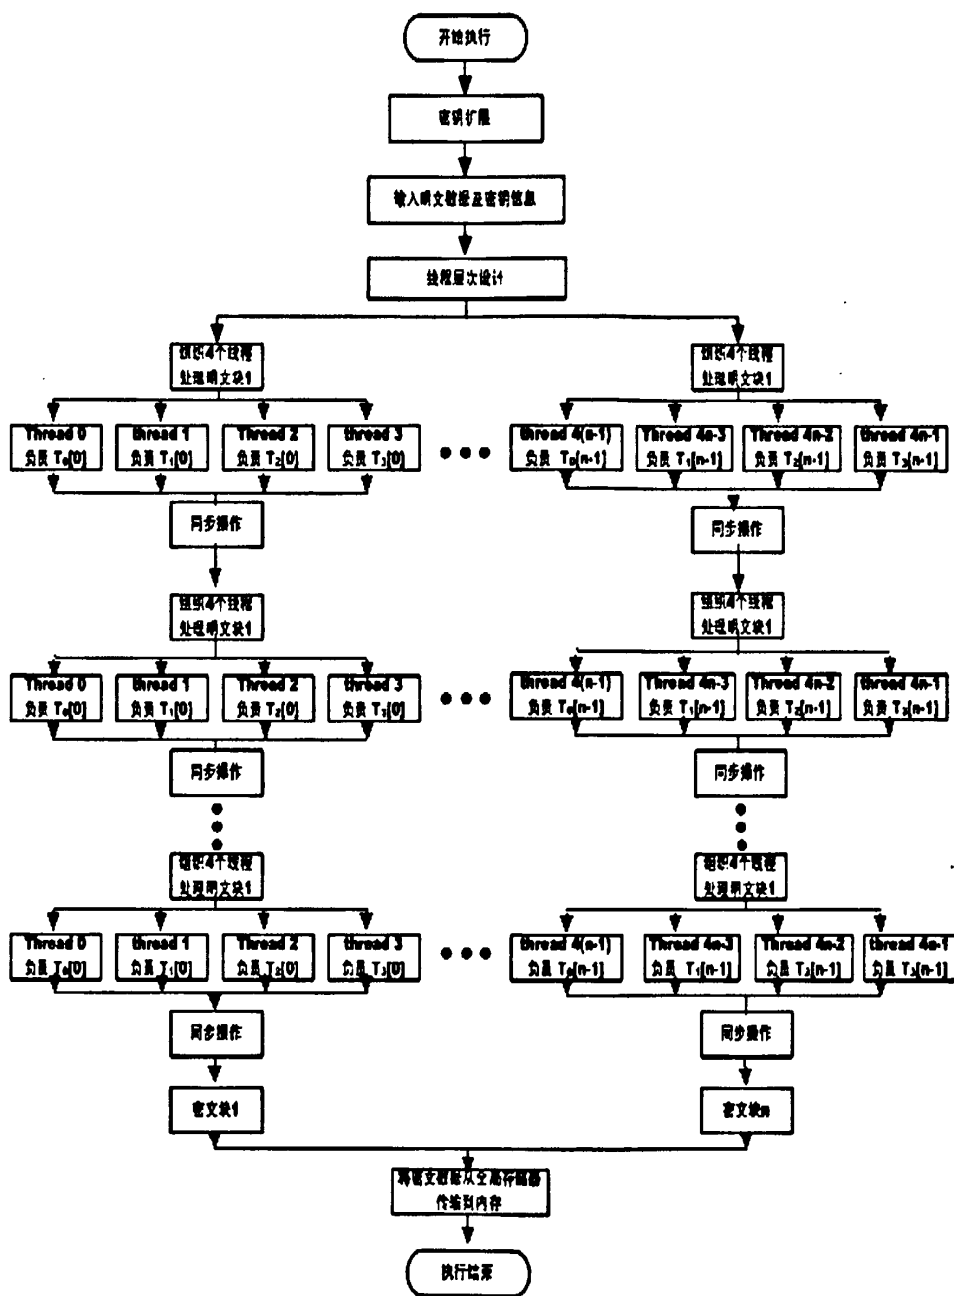 开始执行
密钥扩展
输入明文数据及密钥信息
线程层次设计
组织4个线程
处理明文块1
组织4个线程
处理明文块1
Thread 0
负责 T₀[0]
thread 1
负责 T₁[0]
Thread 2
负责 T₂[0]
thread 3
负责 T₃[0]
thread 4(n-1)
负责 T₀[n-1]
Thread 4n-3
负责 T₁[n-1]
Thread 4n-2
负责 T₂[n-1]
thread 4n-1
负责 T₃[n-1]
同步操作
同步操作
组织4个线程
处理明文块1
组织4个线程
处理明文块1
Thread 0
负责 T₀[0]
thread 1
负责 T₁[0]
Thread 2
负责 T₂[0]
thread 3
负责 T₃[0]
thread 4(n-1)
负责 T₀[n-1]
Thread 4n-3
负责 T₁[n-1]
Thread 4n-2
负责 T₂[n-1]
thread 4n-1
负责 T₃[n-1]
同步操作
同步操作
组织4个线程
处理明文块1
组织4个线程
处理明文块1
Thread 0
负责 T₀[0]
thread 1
负责 T₁[0]
Thread 2
负责 T₂[0]
thread 3
负责 T₃[0]
thread 4(n-1)
负责 T₀[n-1]
Thread 4n-3
负责 T₁[n-1]
Thread 4n-2
负责 T₂[n-1]
thread 4n-1
负责 T₃[n-1]
同步操作
同步操作
密文块1
密文块n
将密文数据从全局存储器
传输到内存
执行结束